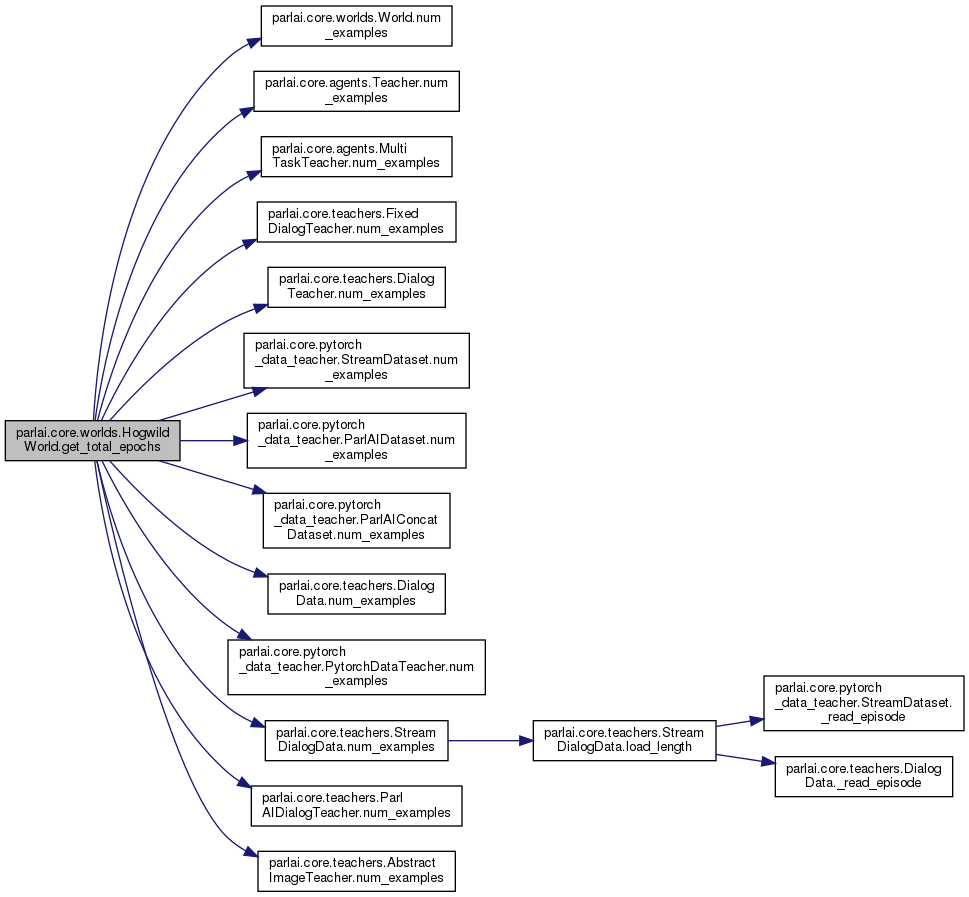 parlai.core.worlds.World.num
_examples
parlai.core.agents.Teacher.num
_examples
parlai.core.agents.Multi
TaskTeacher.num_examples
parlai.core.teachers.Fixed
DialogTeacher.num_examples
parlai.core.teachers.Dialog
Teacher.num_examples
parlai.core.pytorch
_data_teacher.StreamDataset.num
_examples
parlai.core.worlds.Hogwild
World.get_total_epochs
parlai.core.pytorch
_data_teacher.ParlAIDataset.num
_examples
parlai.core.pytorch
_data_teacher.ParlAIConcat
Dataset.num_examples
parlai.core.teachers.Dialog
Data.num_examples
parlai.core.pytorch
_data_teacher.PytorchDataTeacher.num
_examples
parlai.core.teachers.Stream
DialogData.num_examples
parlai.core.teachers.Stream
DialogData.load_length
parlai.core.pytorch
_data_teacher.StreamDataset.
_read_episode
parlai.core.teachers.Dialog
Data._read_episode
parlai.core.teachers.Parl
AIDialogTeacher.num_examples
parlai.core.teachers.Abstract
ImageTeacher.num_examples